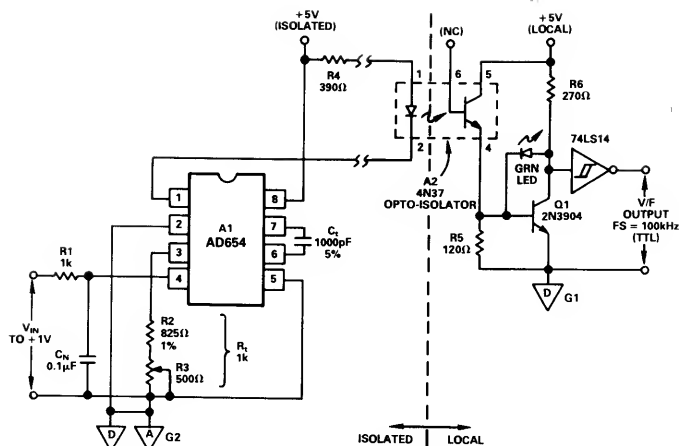 +5V
(ISOLATED)
(NC)
+5V
(LOCAL)
R4
390Ω
1
6
5
R6
270Ω
2
4
74LS14
GRN
LED
A2
4N37
OPTO-ISOLATOR
Q1
2N3904
V/F
OUTPUT
FS = 100kHz
(TTL)
R5
120Ω
D
G1
1
8
2
7
3
6
4
5
A1
AD654
Ct
1000pF
5%
R1
1k
VIN
TO +1V
CN
0.1µF
R2
825Ω
1%
R3
500Ω
Rt
1k
D
A
G2
ISOLATED
LOCAL